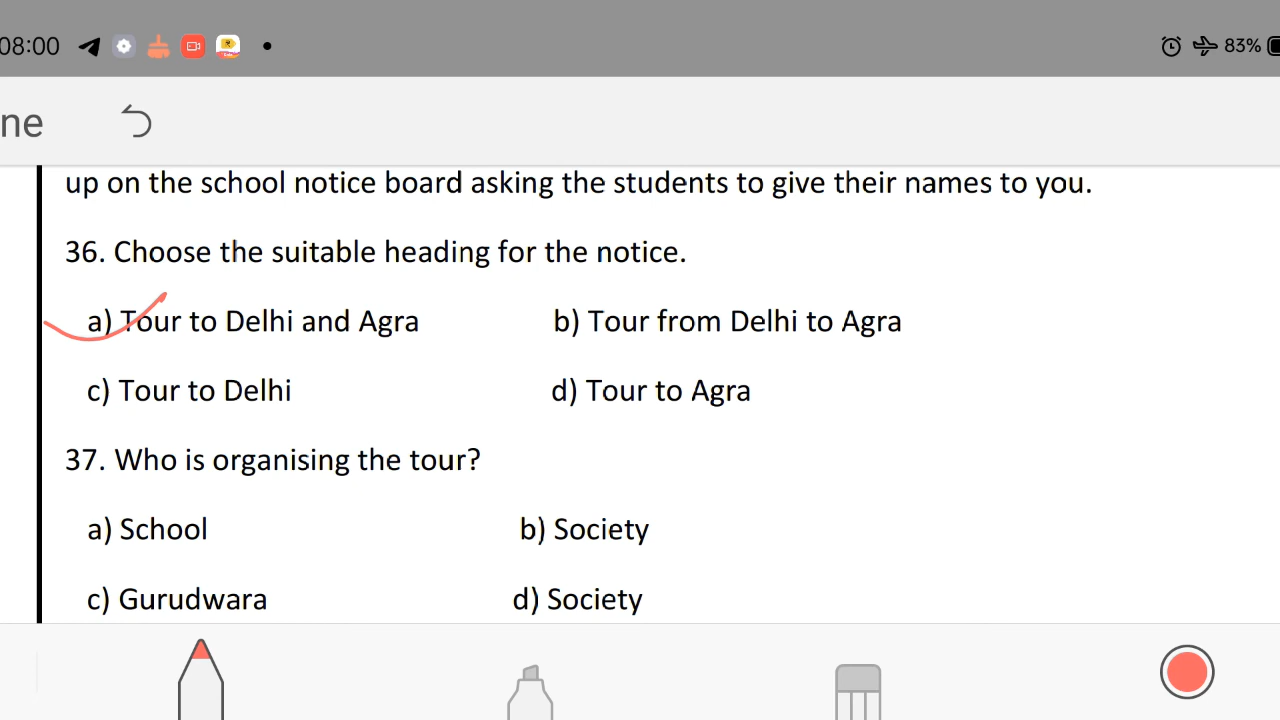 08:00
83%
ne
up on the school notice board asking the students to give their names to you.
36. Choose the suitable heading for the notice.
a) Tour to Delhi and Agra b) Tour from Delhi to Agra
c) Tour to Delhi d) Tour to Agra
37. Who is organising the tour?
a) School b) Society
c) Gurudwara d) Society